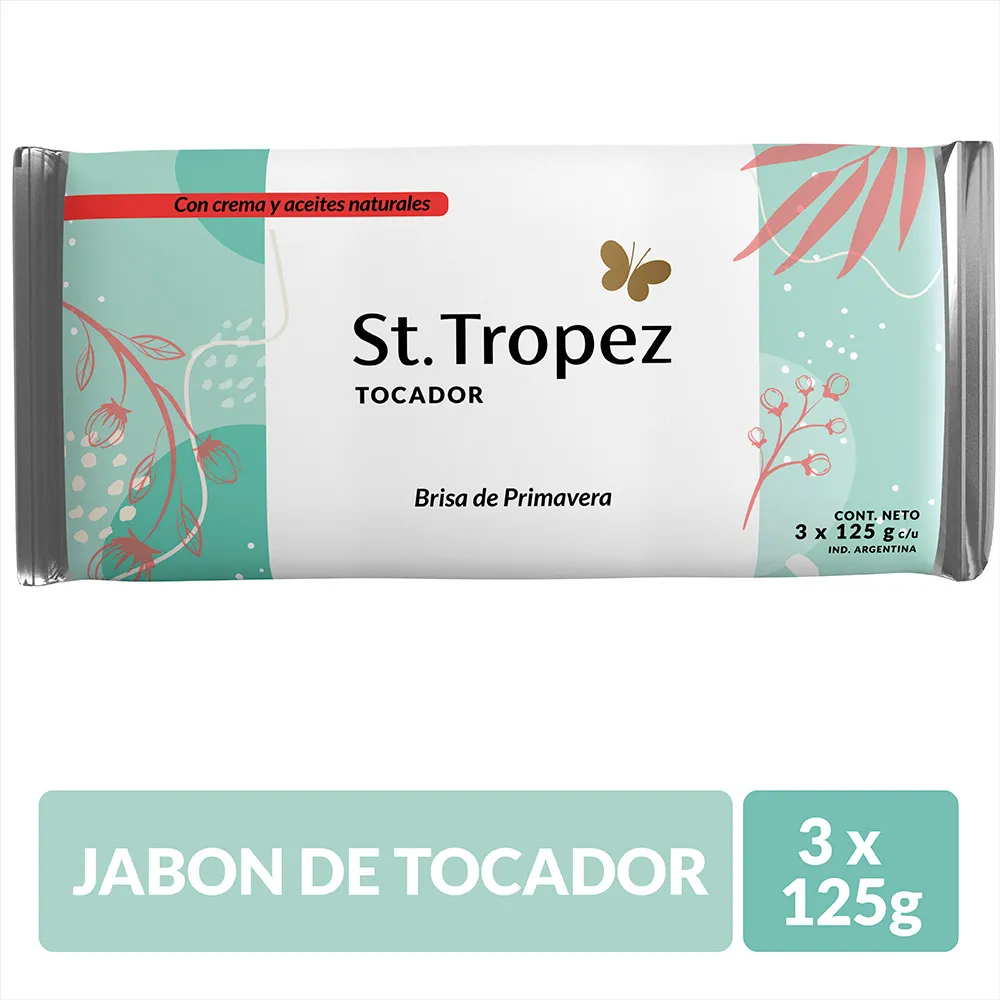 Con crema y aceites naturales
St. Tropez
TOCADOR
Brisa de Primavera
CONT. NETO
3 x 125 g c/u
IND. ARGENTINA
JABON DE TOCADOR
3 x
125g